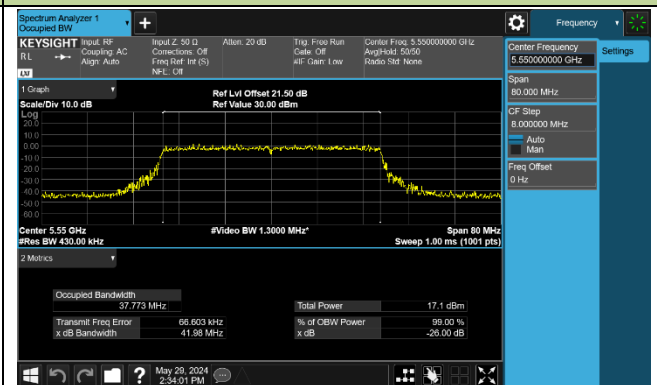 Spectrum Analyzer 1
Occupied BW
Frequency
KEYSIGHT
RL
LXI
Input: RF
Coupling: AC
Align: Auto
Input Z: 50 Ω
Corrections: Off
Freq Ref: Int (S)
NFE: Off
Atten: 20 dB
Trig: Free Run
Gate: Off
#IF Gain: Low
Center Freq: 5.550000000 GHz
Avg|Hold: 50/50
Radio Std: None
Center Frequency
5.550000000 GHz
Settings
Span
80.000 MHz
CF Step
8.000000 MHz
Auto
Man
Freq Offset
0 Hz
1 Graph
Scale/Div 10.0 dB
Ref Lvl Offset 21.50 dB
Ref Value 30.00 dBm
Log
20.0
10.0
0.00
-10.0
-20.0
-30.0
-40.0
-50.0
-60.0
Center 5.55 GHz
#Video BW 1.3000 MHz*
Span 80 MHz
#Res BW 430.00 kHz
Sweep 1.00 ms (1001 pts)
2 Metrics
Occupied Bandwidth
37.773 MHz
Total Power 17.1 dBm
Transmit Freq Error 66.603 kHz
% of OBW Power 99.00 %
x dB Bandwidth 41.98 MHz
x dB -26.00 dB
?
May 29, 2024
2:34:01 PM